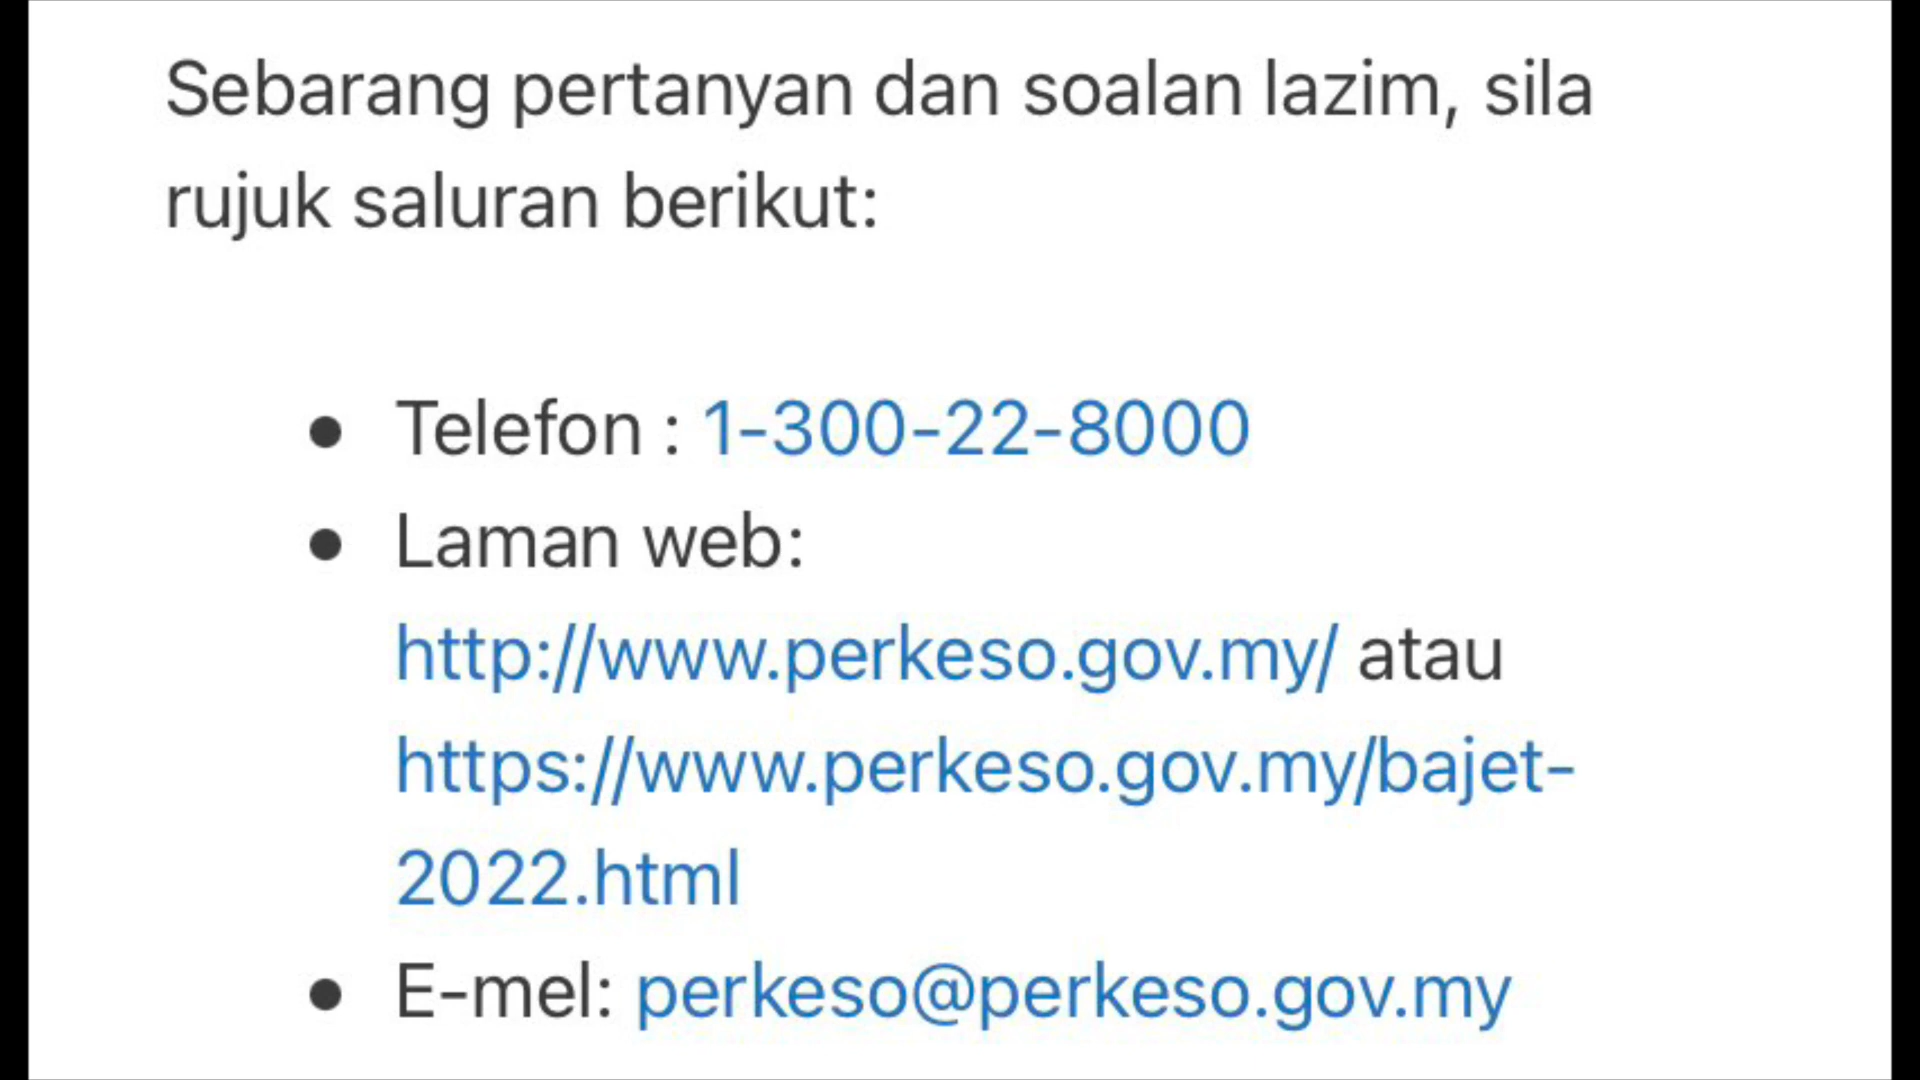 Sebarang pertanyan dan soalan lazim, sila
rujuk saluran berikut:
● Telefon : 1-300-22-8000
● Laman web:
http://www.perkeso.gov.my/ atau
https://www.perkeso.gov.my/bajet-
2022.html
● E-mel: perkeso@perkeso.gov.my